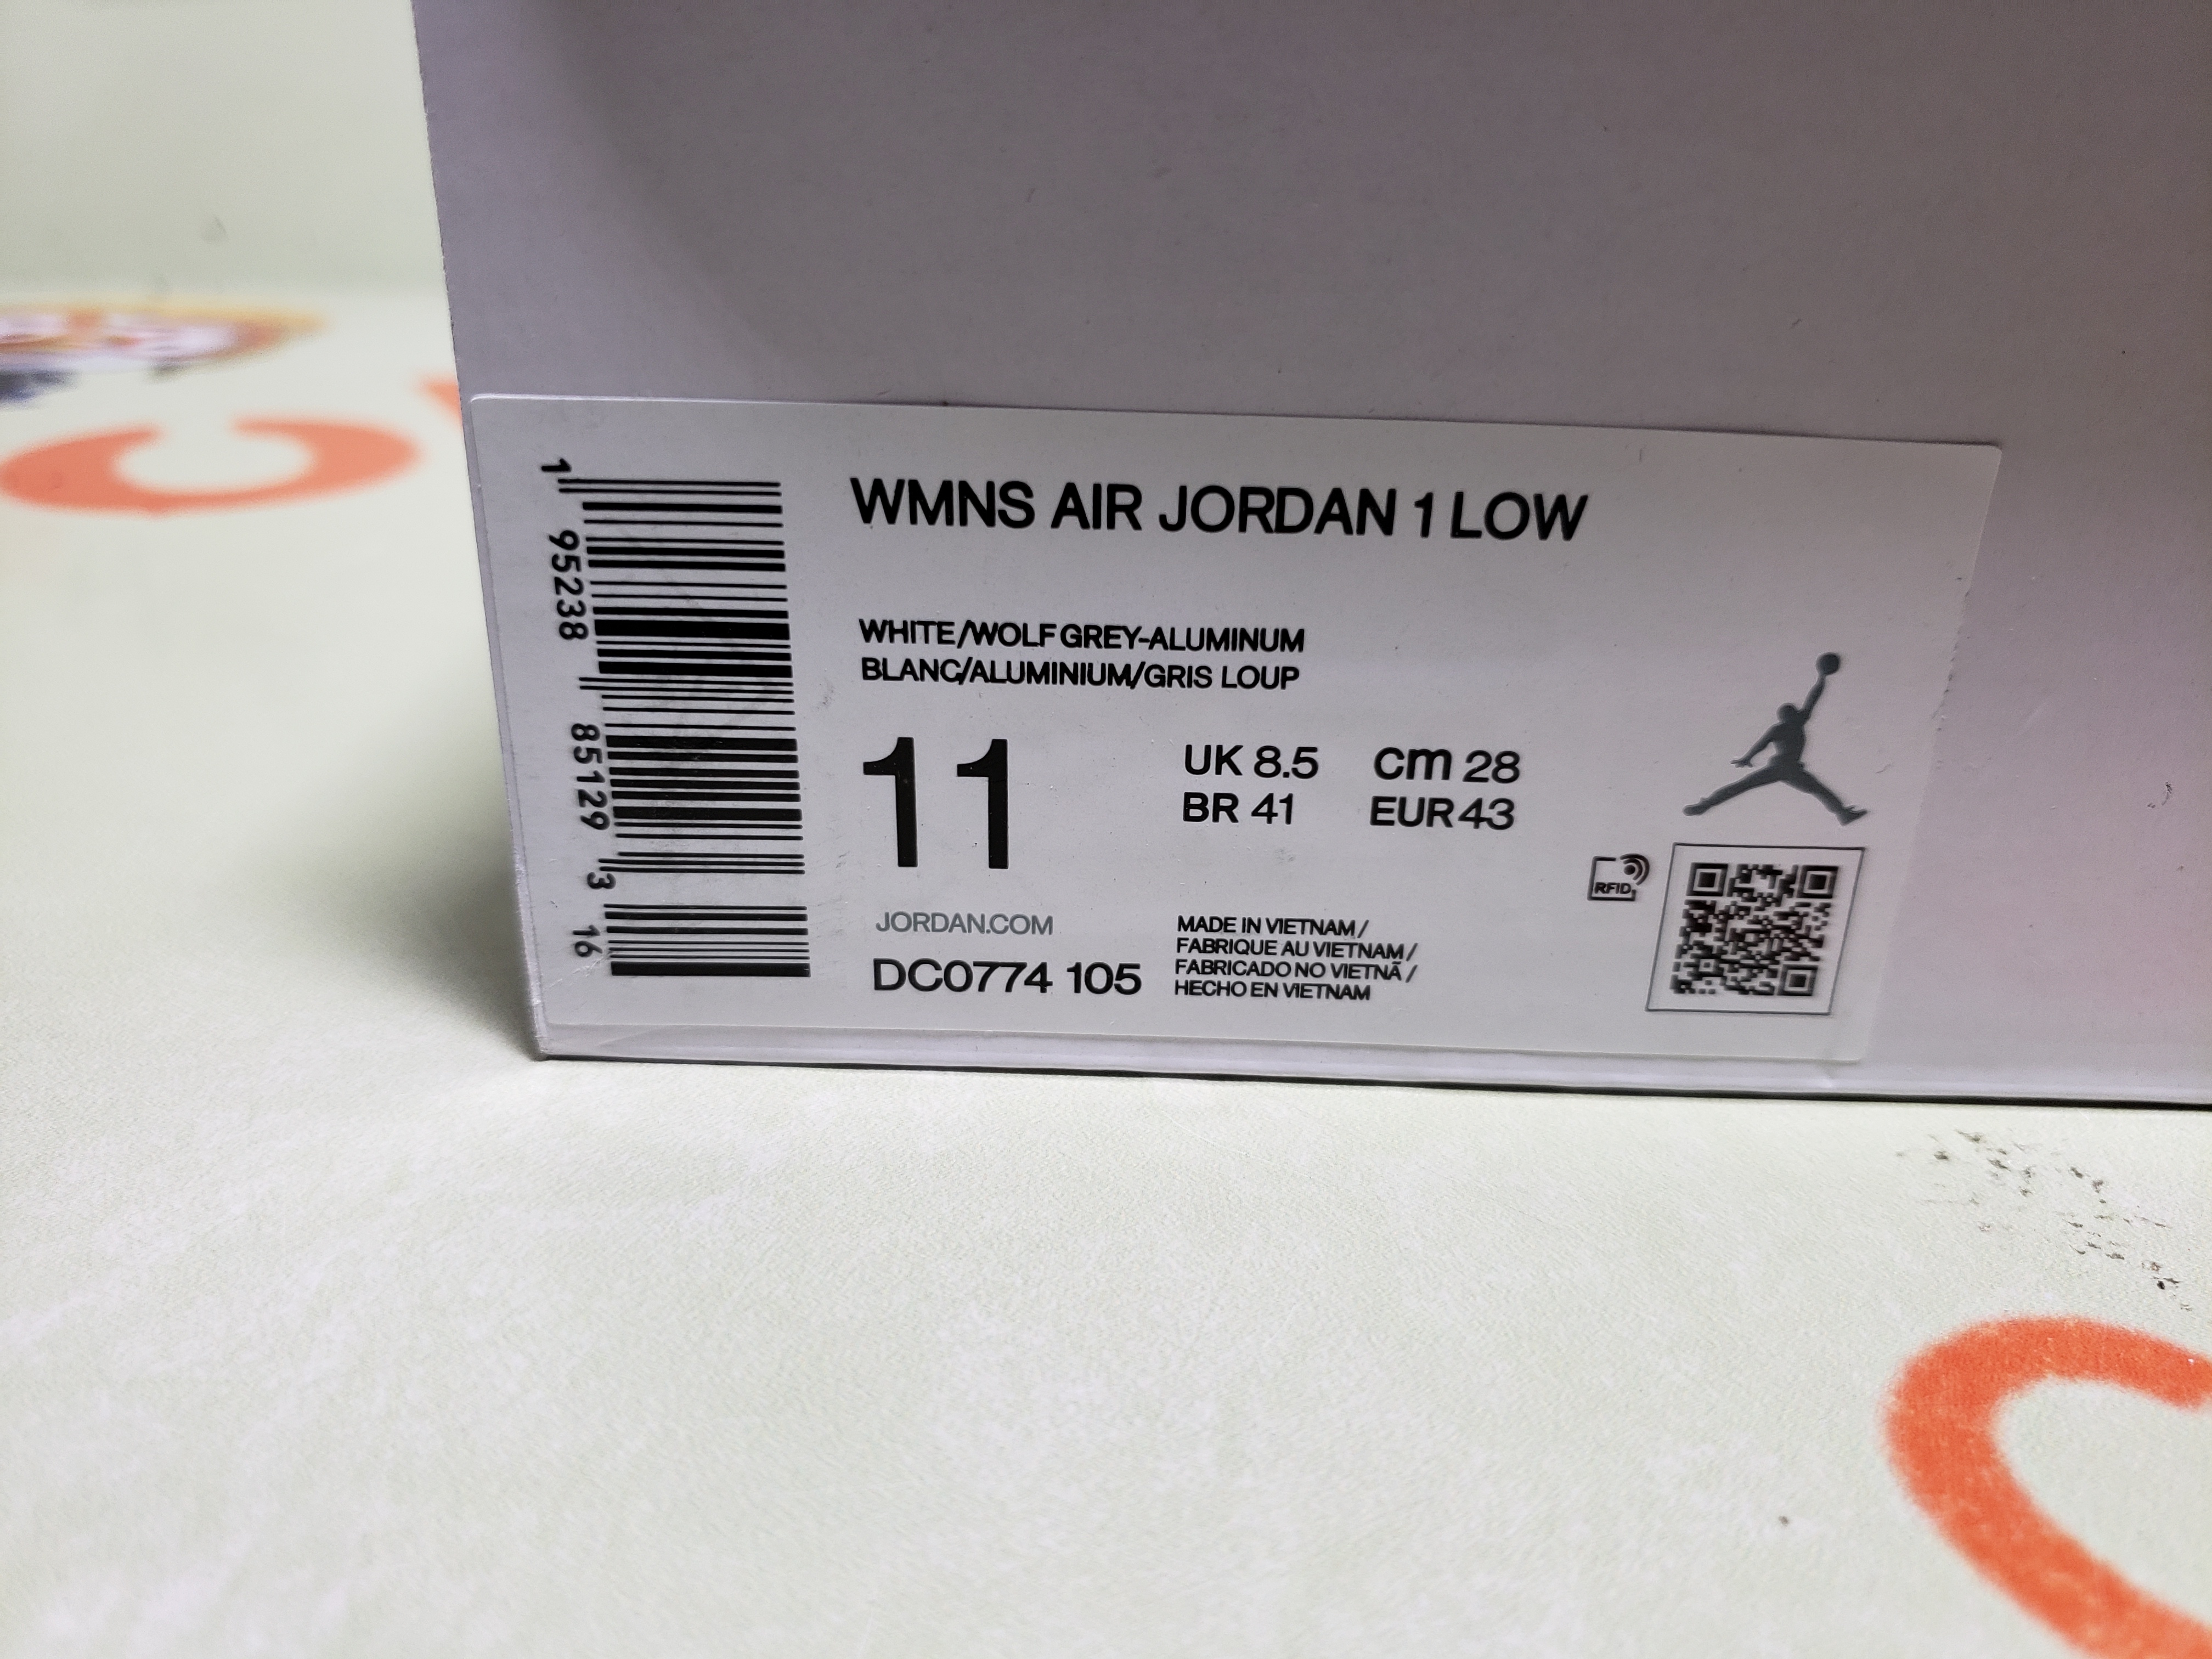 1 95238 85129 3 16
WMNS AIR JORDAN 1 LOW
WHITE/WOLF GREY-ALUMINUM
BLANC/ALUMINIUM/GRIS LOUP
11
UK 8.5 cm 28
BR 41 EUR 43
RFID
JORDAN.COM
DC0774 105
MADE IN VIETNAM /
FABRIQUE AU VIETNAM /
FABRICADO NO VIETNÃ /
HECHO EN VIETNAM